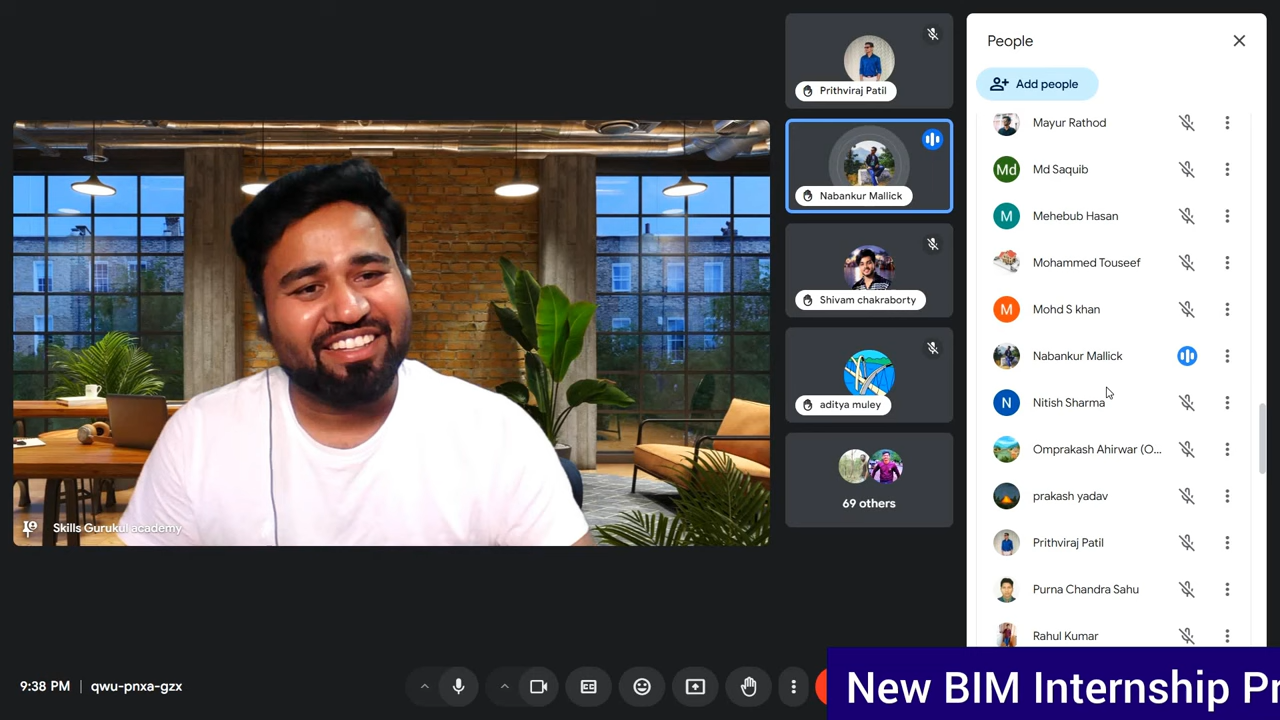 Prithviraj Patil
Nabankur Mallick
Shivam chakraborty
aditya muley
69 others
Skills Gurukul academy
People
Add people
Mayur Rathod
Md
Md Saquib
M
Mehebub Hasan
Mohammed Touseef
M
Mohd S khan
Nabankur Mallick
N
Nitish Sharma
Omprakash Ahirwar (O...
prakash yadav
Prithviraj Patil
Purna Chandra Sahu
Rahul Kumar
9:38 PM | qwu-pnxa-gzx
New BIM Internship Pr